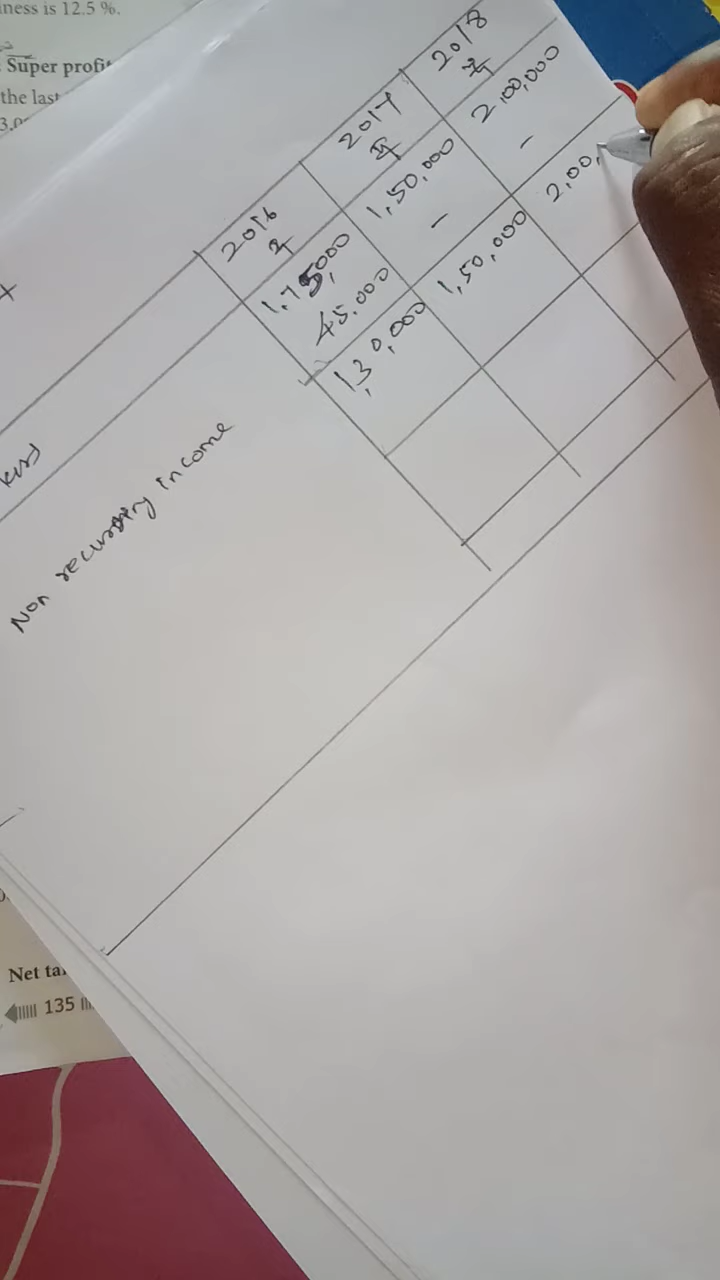 ness is 12.5 %.
Super profit
the last
2016 2017 2018
₹ ₹ ₹
1,75,000 1,50,000 2,00,000
Non recurring income 45,000 - -
1,30,000 1,50,000 2,00,
Net ta
135